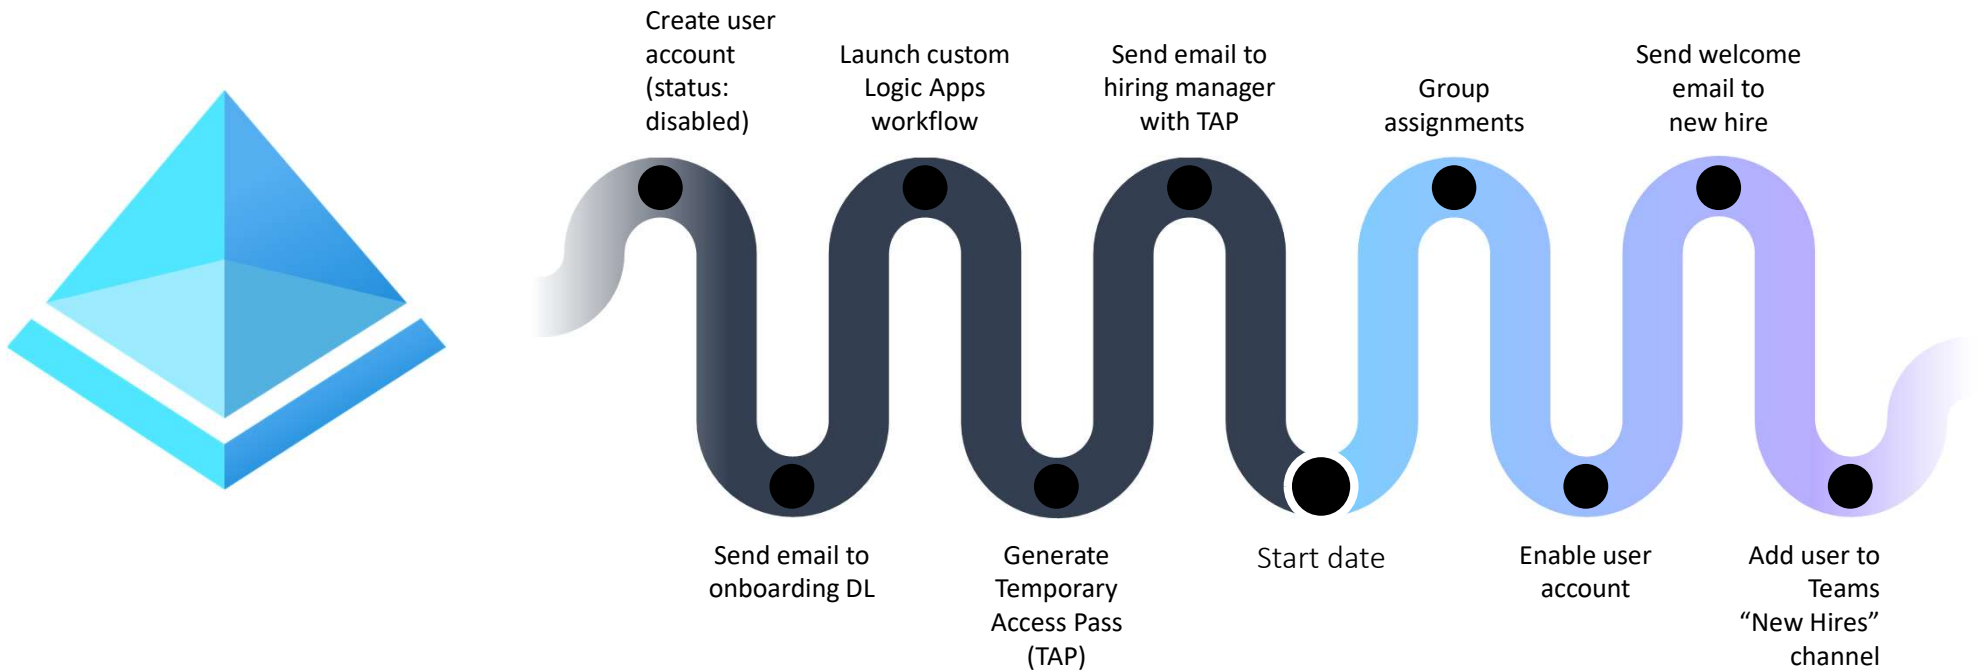 Create user
account
(status:
disabled)
Send email to
onboarding DL
Launch custom
Logic Apps
workflow
Generate
Temporary
Access Pass
(TAP)
Send email to
hiring manager
with TAP
Start date
Group
assignments
Enable user
account
Send welcome
email to
new hire
Add user to
Teams
“New Hires”
channel